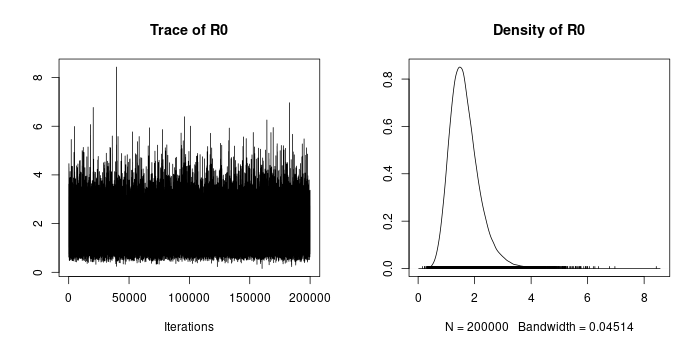 Trace of R0
8
6
4
2
0
0 50000 100000 150000 200000
Iterations
Density of R0
0.8
0.6
0.4
0.2
0.0
0 2 4 6 8
N = 200000 Bandwidth = 0.04514